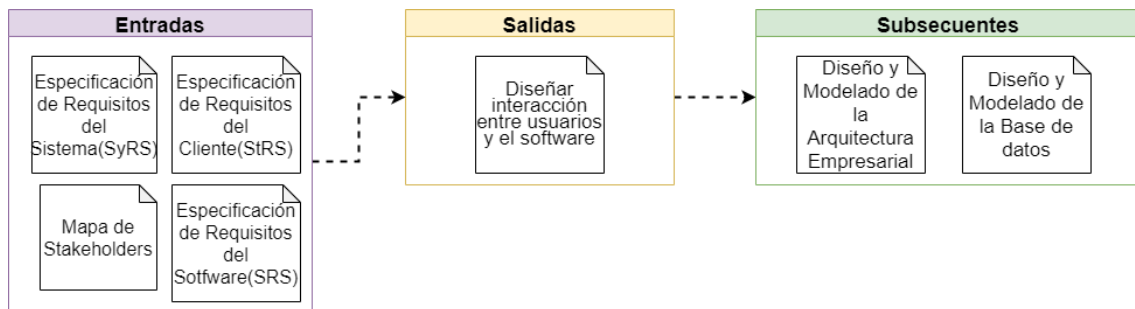 Entradas
Especificación
de Requisitos
del
Sistema(SyRS)
Especificación
de Requisitos
del
Cliente(StRS)
Mapa de
Stakeholders
Especificación
de Requisitos
del
Sotfware(SRS)
Salidas
Diseñar
interacción
entre usuarios
y el software
Subsecuentes
Diseño y
Modelado de
la
Arquitectura
Empresarial
Diseño y
Modelado de
la Base de
datos